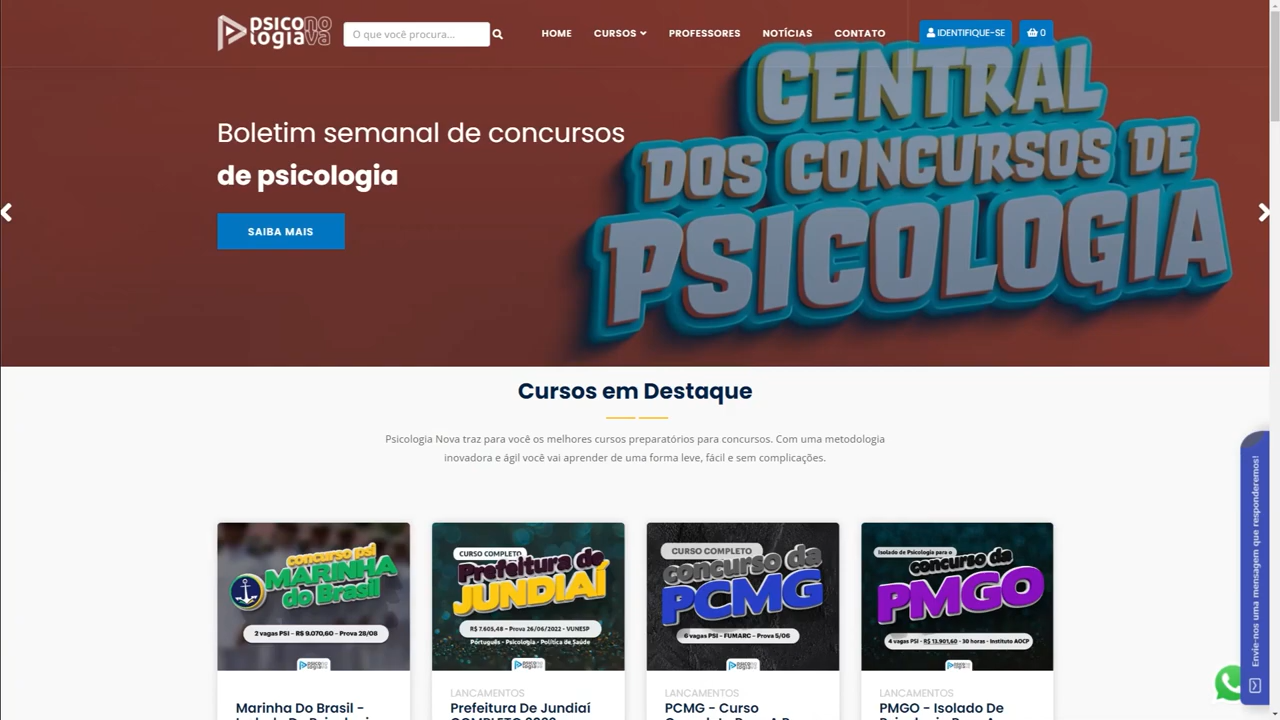 PSICO NO
LOGIA VA
O que você procura...
HOME
CURSOS
PROFESSORES
NOTÍCIAS
CONTATO
IDENTIFIQUE-SE
0
CENTRAL
DOS CONCURSOS DE
PSICOLOGIA
Boletim semanal de concursos
de psicologia
SAIBA MAIS
Cursos em Destaque
Psicologia Nova traz para você os melhores cursos preparatórios para concursos. Com uma metodologia
inovadora e ágil você vai aprender de uma forma leve, fácil e sem complicações.
concurso psi
MARINHA
do Brasil
2 vagas PSI - R$ 9.070,60 - Prova 28/08
CURSO COMPLETO
Prefeitura de
JUNDIAÍ
R$ 7.605,48 - Prova 26/06/2022 - VUNESP
Português - Psicologia - Política de Saúde
CURSO COMPLETO
concurso da
PCMG
6 vagas PSI - FUMARC - Prova 5/06
Isolado de Psicologia para o
concurso da
PMGO
4 vagas PSI - R$ 13.901,60 - 30 horas - Instituto AOCP
Marinha Do Brasil -
LANCAMENTOS
Prefeitura De Jundiaí
LANCAMENTOS
PCMG - Curso
LANCAMENTOS
PMGO - Isolado De
Envie-nos uma mensagem que responderemos!